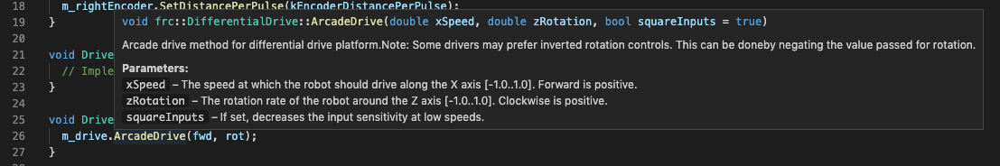 18 m_rightEncoder.SetDistancePerPulse(kEncoderDistancePerPulse);
19 }
void frc::DifferentialDrive::ArcadeDrive(double xSpeed, double zRotation, bool squareInputs = true)
20
Arcade drive method for differential drive platform.Note: Some drivers may prefer inverted rotation controls. This can be doneby negating the value passed for rotation.
21 void Drive
Parameters:
22 // Imple
xSpeed – The speed at which the robot should drive along the X axis [-1.0..1.0]. Forward is positive.
23 }
zRotation – The rotation rate of the robot around the Z axis [-1.0..1.0]. Clockwise is positive.
24
squareInputs – If set, decreases the input sensitivity at low speeds.
25 void Drive
26 m_drive.ArcadeDrive(fwd, rot);
27 }